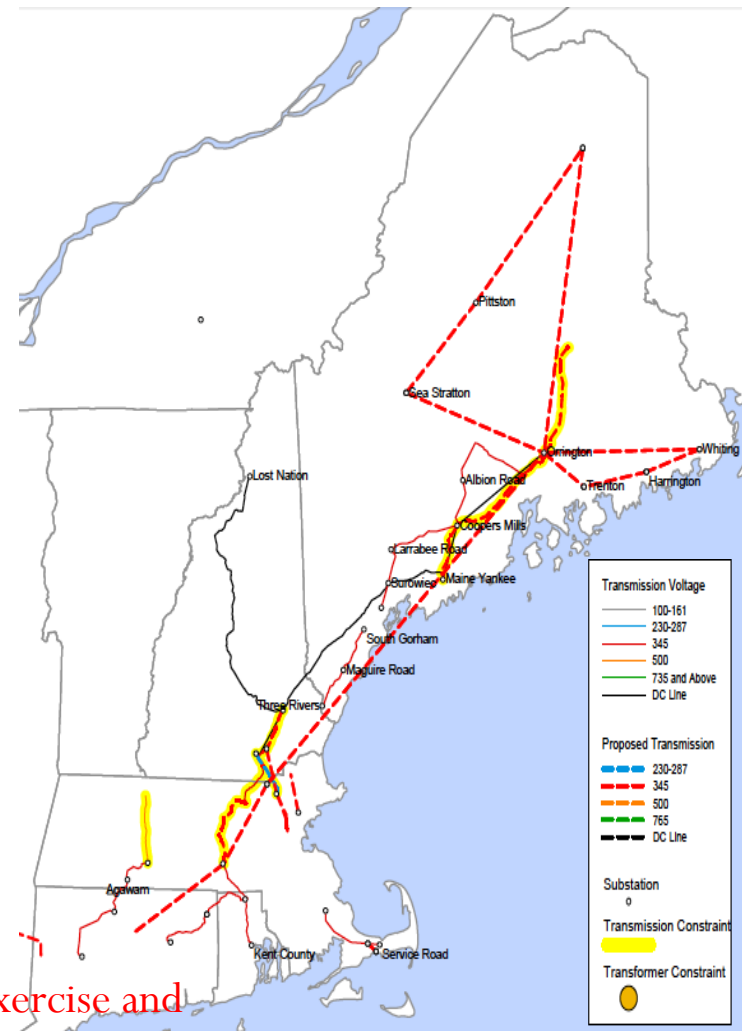 Pittston
Sea Stratton
Orrington
Whiting
Lost Nation
Albion Road
Trenton
Harrington
Coopers Mills
Larrabee Road
Surowiec
Maine Yankee
South Gorham
Maguire Road
Three Rivers
Agawam
Kent County
Service Road
Transmission Voltage
100-161
230-287
345
500
735 and Above
DC Line
Proposed Transmission
230-287
345
500
765
DC Line
Substation
Transmission Constraint
Transformer Constraint
xercise and